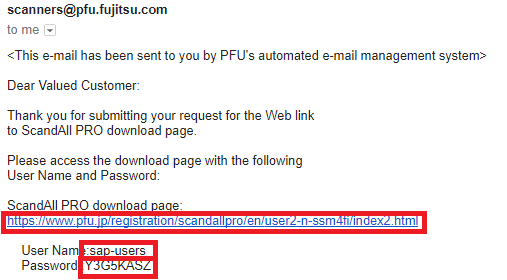 scanners@pfu.fujitsu.com
to me
<This e-mail has been sent to you by PFU's automated e-mail management system>
Dear Valued Customer:
Thank you for submitting your request for the Web link
to ScandAll PRO download page.
Please access the download page with the following
User Name and Password:
ScandAll PRO download page:
https://www.pfu.jp/registration/scandallpro/en/user2-n-ssm4fi/index2.html
User Name:sap-users
Password:Y3G5KASZ